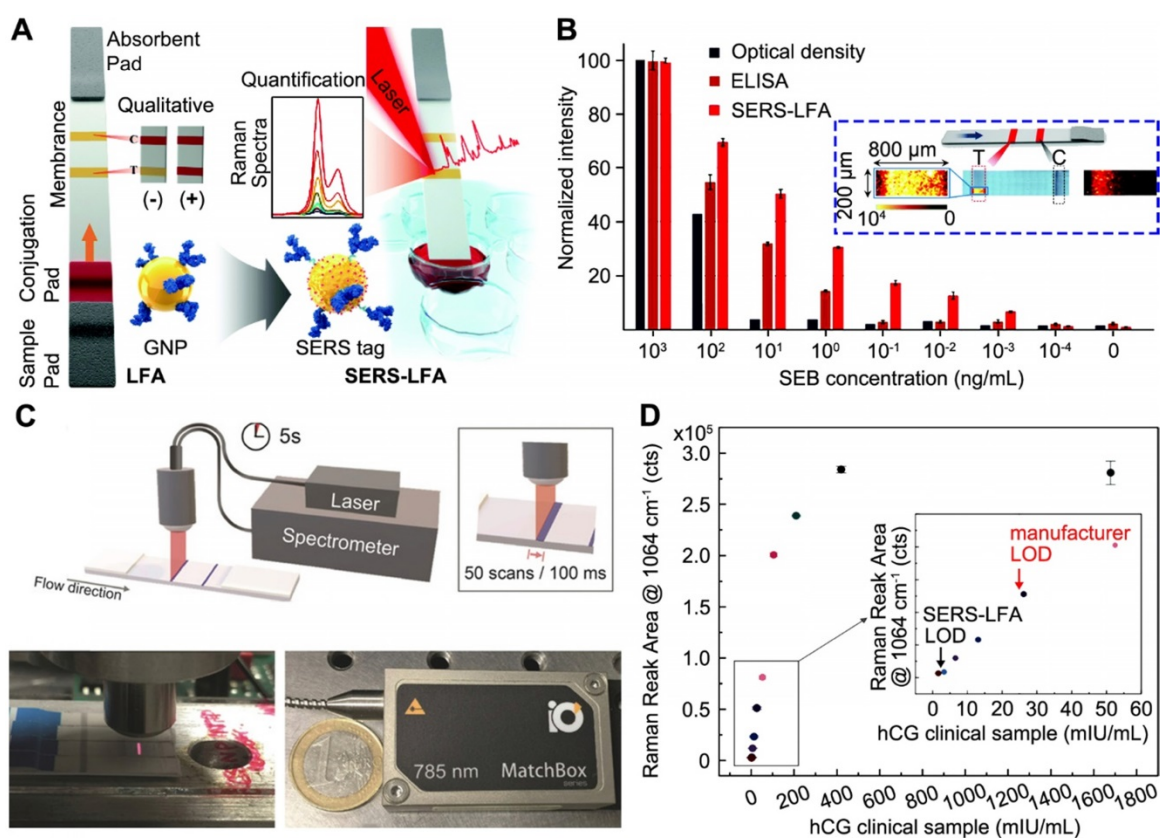 A
Absorbent
Pad
Qualitative
C
T
(-) (+)
Membrance
Conjugation
Pad
Sample
Pad
GNP
LFA
Quantification
Raman
Spectra
Laser
SERS tag
SERS-LFA
B
Optical density
ELISA
SERS-LFA
Normalized intensity
100
80
60
40
20
800 µm
200 µm
10⁴ 0
T
C
10³ 10² 10¹ 10⁰ 10⁻¹ 10⁻² 10⁻³ 10⁻⁴ 0
SEB concentration (ng/mL)
C
5s
Laser
Spectrometer
Flow direction
50 scans / 100 ms
785 nm
iO
MatchBox
series
D
x10⁵
Raman Reak Area @ 1064 cm⁻¹ (cts)
3.0
2.5
2.0
1.5
1.0
0.5
0
0 200 400 600 800 1000 1200 1400 1600 1800
hCG clinical sample (mIU/mL)
manufacturer
LOD
SERS-LFA
LOD
Raman Reak Area
@ 1064 cm⁻¹ (cts)
0 10 20 30 40 50 60
hCG clinical sample (mIU/mL)